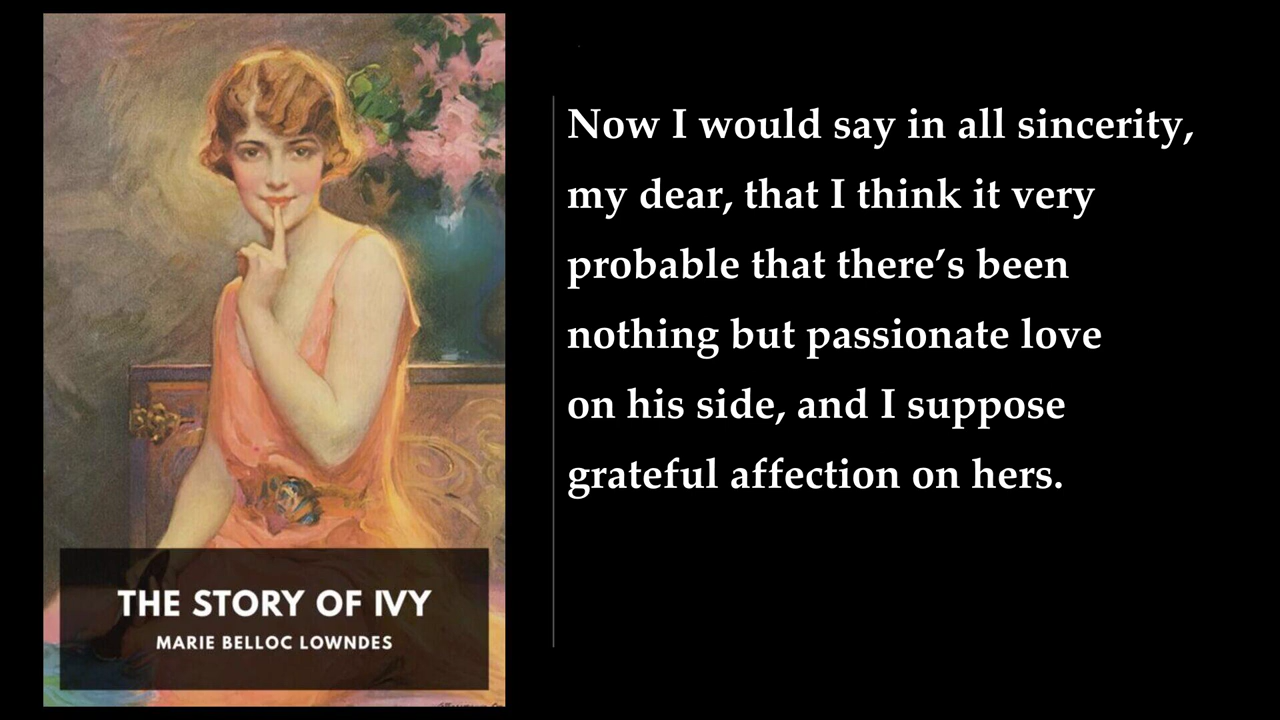 THE STORY OF IVY
MARIE BELLOC LOWNDES
Now I would say in all sincerity,
my dear, that I think it very
probable that there’s been
nothing but passionate love
on his side, and I suppose
grateful affection on hers.